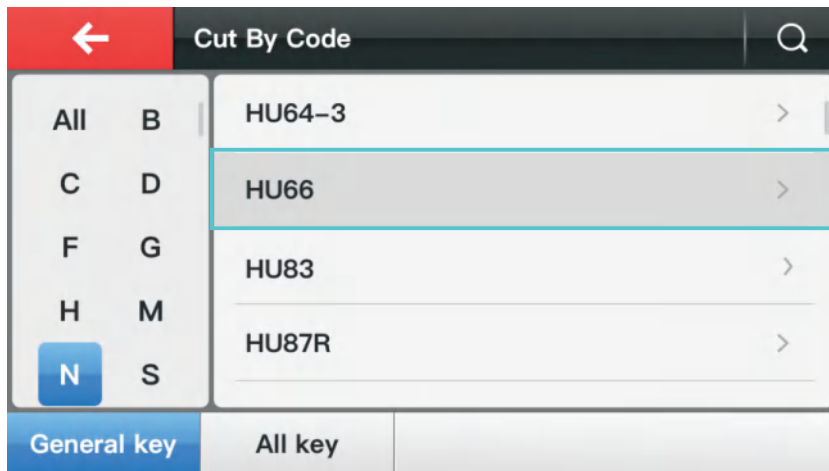 Cut By Code
All B
C D
F G
H M
N S
HU64-3
HU66
HU83
HU87R
General key
All key